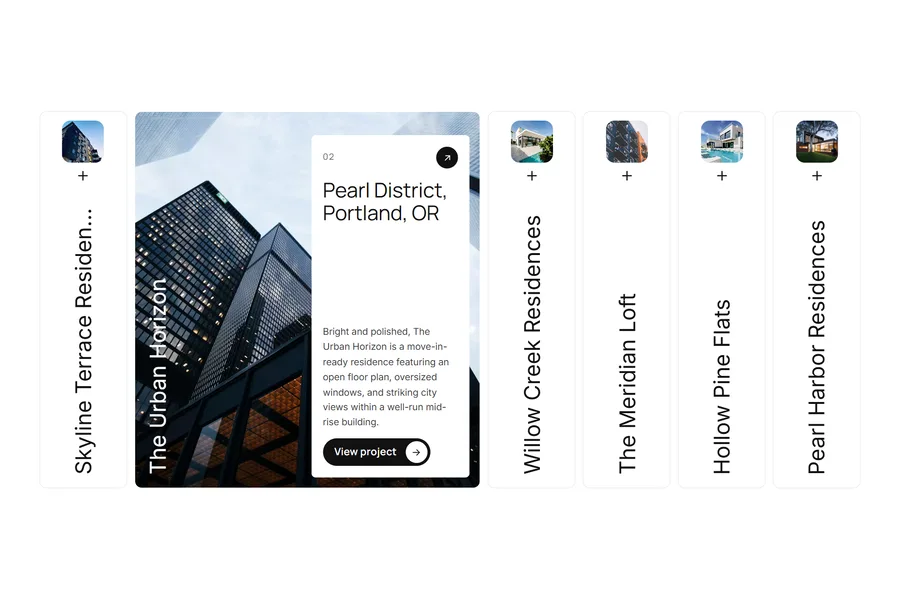 Skyline Terrace Residen...
+
The Urban Horizon
02
Pearl District,
Portland, OR
Bright and polished, The
Urban Horizon is a move-in-
ready residence featuring an
open floor plan, oversized
windows, and striking city
views within a well-run mid-
rise building.
View project
+
Willow Creek Residences
+
The Meridian Loft
+
Hollow Pine Flats
+
Pearl Harbor Residences